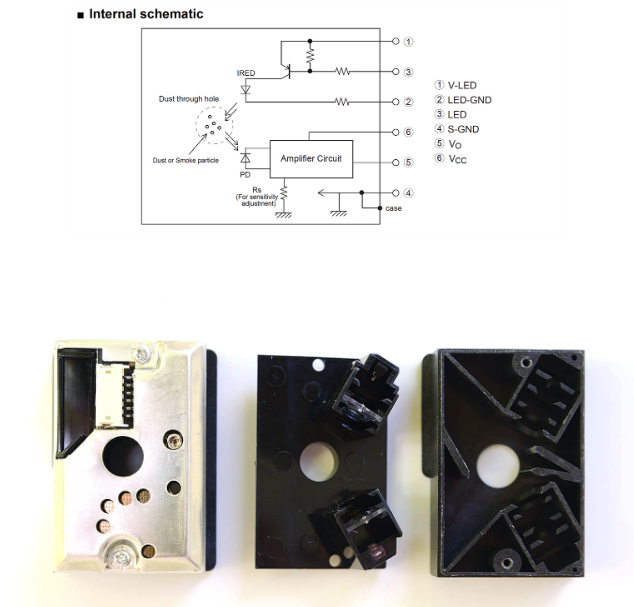 ■ Internal schematic
①
IRED
③
② 
Dust through hole
⑥
Dust or Smoke particle
Amplifier Circuit
⑤
PD
Rs
(For sensitivity
adjustment)
④
case
① V-LED
② LED-GND
③ LED
④ S-GND
⑤ Vo
⑥ Vcc